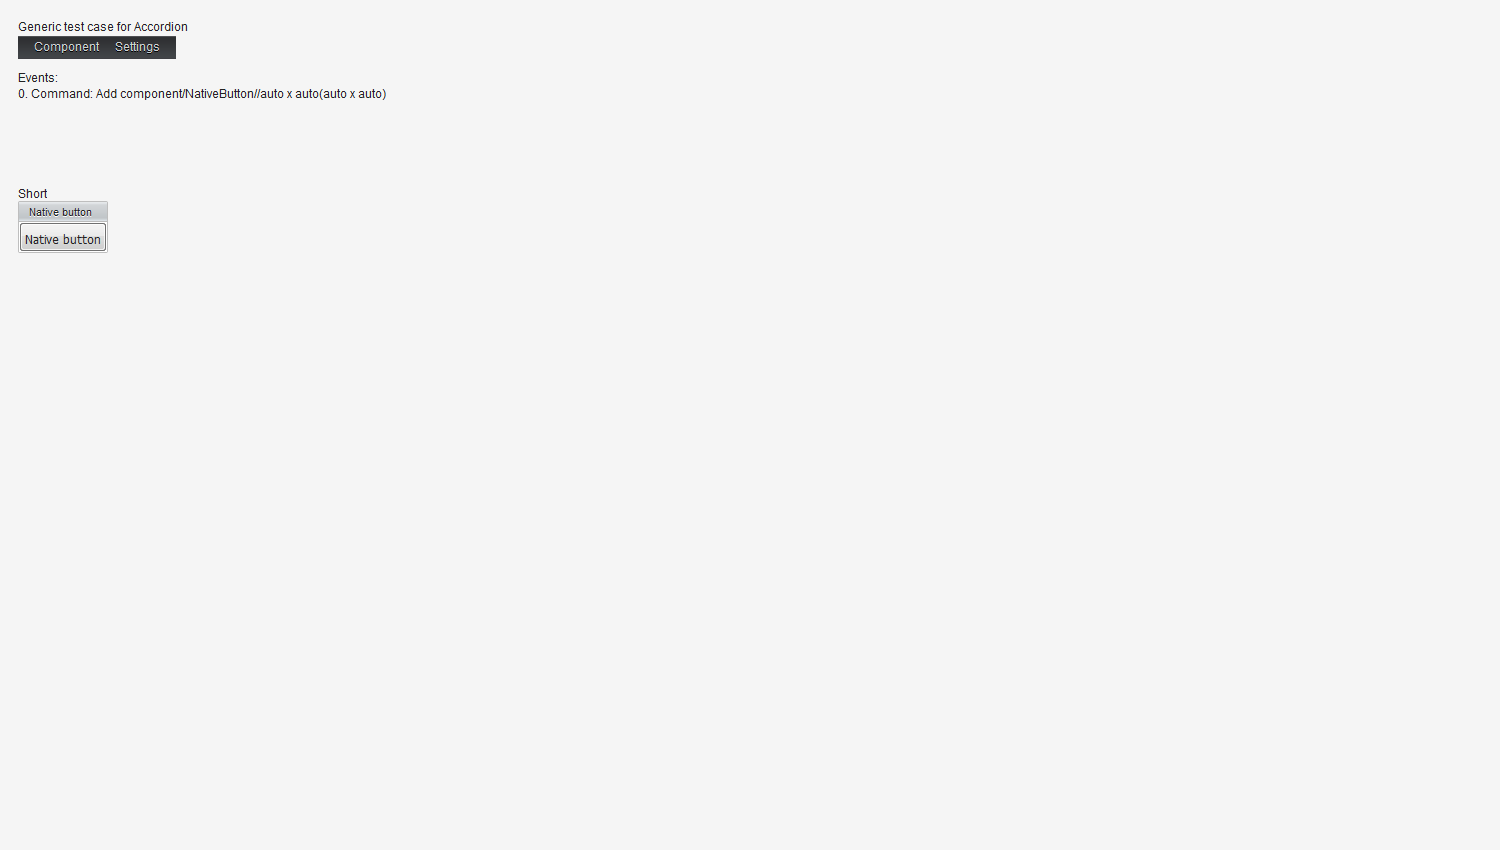 Generic test case for Accordion
Component Settings
Events:
0. Command: Add component/NativeButton//auto x auto(auto x auto)
Short
Native button
Native button